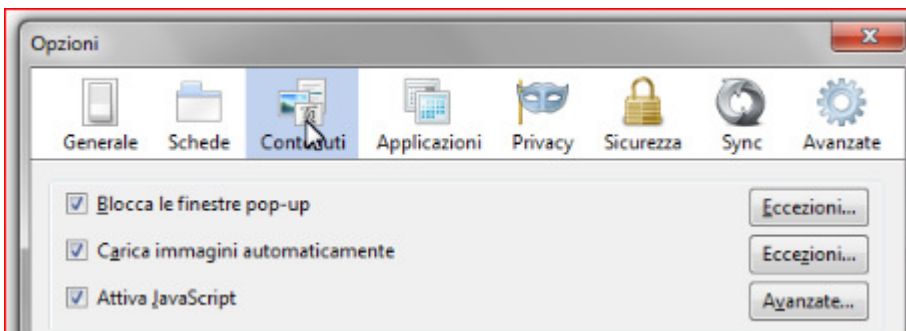 Opzioni
Generale Schede Contenuti Applicazioni Privacy Sicurezza Sync Avanzate
Blocca le finestre pop-up Eccezioni...
Carica immagini automaticamente Eccezioni...
Attiva JavaScript Avanzate...